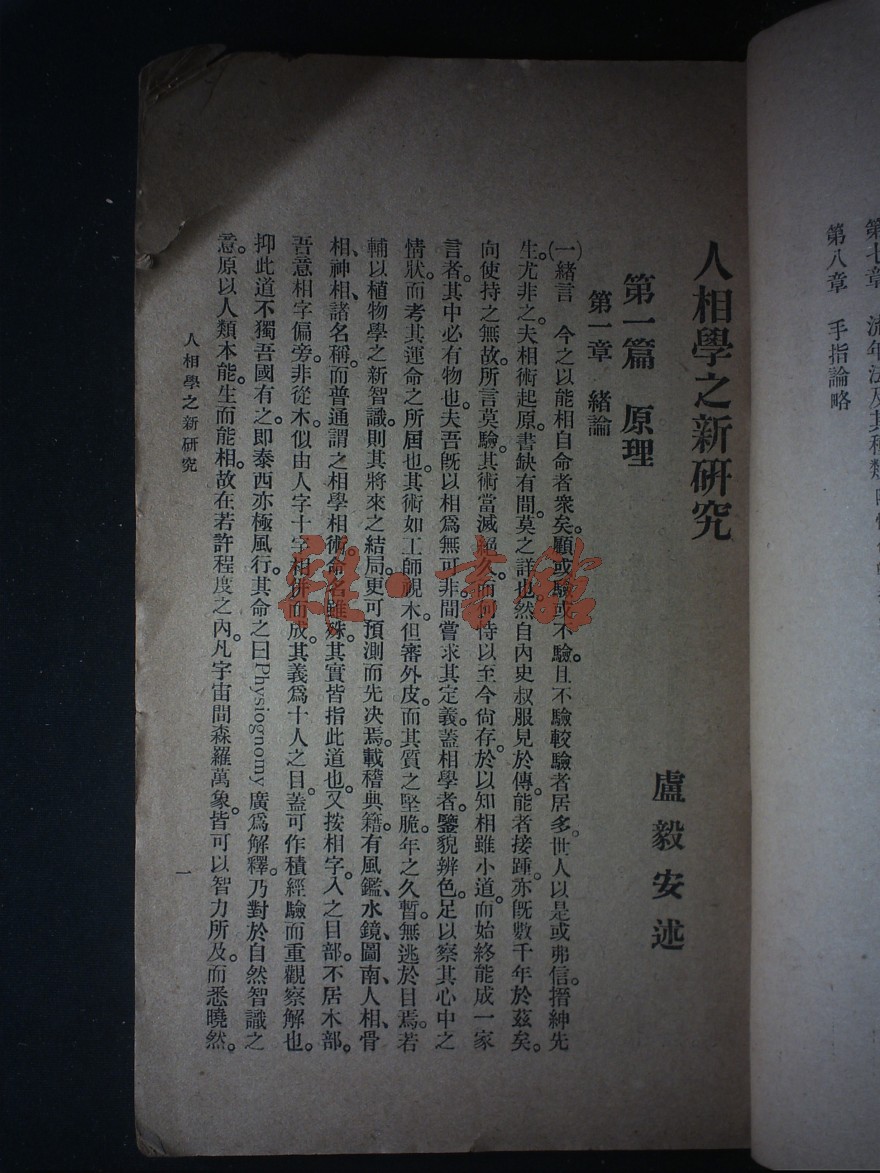 第七章 流年法及其種類
第八章 手指論略
人相學之新研究
盧毅安述
第一篇 原理
第一章 緒論
(一)緒言 今之以能相自命者衆矣。顧或驗或不驗。且不驗較驗者居多。世人以是或弗信。搢紳先
生。尤非之。夫相術起原。書缺有間。莫之詳也。然自內史叔服見於傳。能者接踵。亦旣數千年於茲矣。
向使持之無故。所言莫驗。其術當滅絕久。而何恃以至今尙存。於以知相雖小道。而始終能成一家
言者。其中必有物也。夫吾旣以相爲無可非。間嘗求其定義。蓋相學者。鑒貌辨色。足以察其心中之
情狀。而考其運命之所屆也。其術如工師視木。但審外皮。而其質之堅脆。年之久暫。無逃於目焉。若
輔以植物學之新智識。則其將來之結局。更可預測而先决焉。載稽典籍。有風鑑、水鏡、圖南、人相、骨
相、神相、諸名稱。而普通謂之相學相術。命名雖殊。其實皆指此道也。又按相字。入之目部。不居木部。
吾意相字偏旁。非從木。似由人字十字相併而成。其義爲十人之目。蓋可作積經驗而重觀察解也。
抑此道不獨吾國有之。即泰西亦極風行。其命之曰Physiognomy廣爲解釋。乃對於自然智識之
意。原以人類本能。生而能相。故在若許程度之內。凡宇宙間森羅萬象。皆可以智力所及。而悉曉然。
人相學之新研究
一
雜·書館